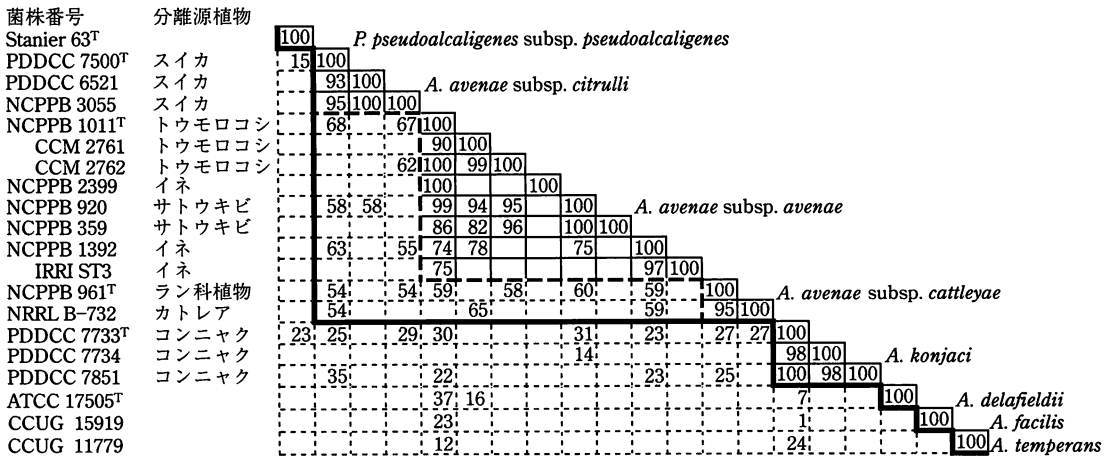 菌株番号 分離源植物
Stanier 63T 100 P. pseudoalcaligenes subsp. pseudoalcaligenes
PDDCC 7500T スイカ 15 100
PDDCC 6521 スイカ 93 100 A. avenae subsp. citrulli
NCPPB 3055 スイカ 95 100 100
NCPPB 1011T トウモロコシ 68 67 100
CCM 2761 トウモロコシ 90 100
CCM 2762 トウモロコシ 62 100 99 100
NCPPB 2399 イネ 100 100
NCPPB 920 サトウキビ 58 58 99 94 95 100 A. avenae subsp. avenae
NCPPB 359 サトウキビ 86 82 96 100 100
NCPPB 1392 イネ 63 55 74 78 75 100
IRRI ST3 イネ 75 97 100
NCPPB 961T ラン科植物 54 54 59 58 60 59 100 A. avenae subsp. cattleyae
NRRL B-732 カトレア 54 65 59 95 100
PDDCC 7733T コンニャク 23 25 29 30 31 23 27 27 100
PDDCC 7734 コンニャク 14 98 100 A. konjaci
PDDCC 7851 コンニャク 35 22 23 25 100 98 100
ATCC 17505T 37 16 7 100 A. delafieldii
CCUG 15919 23 1 100 A. facilis
CCUG 11779 12 24 100 A. temperans